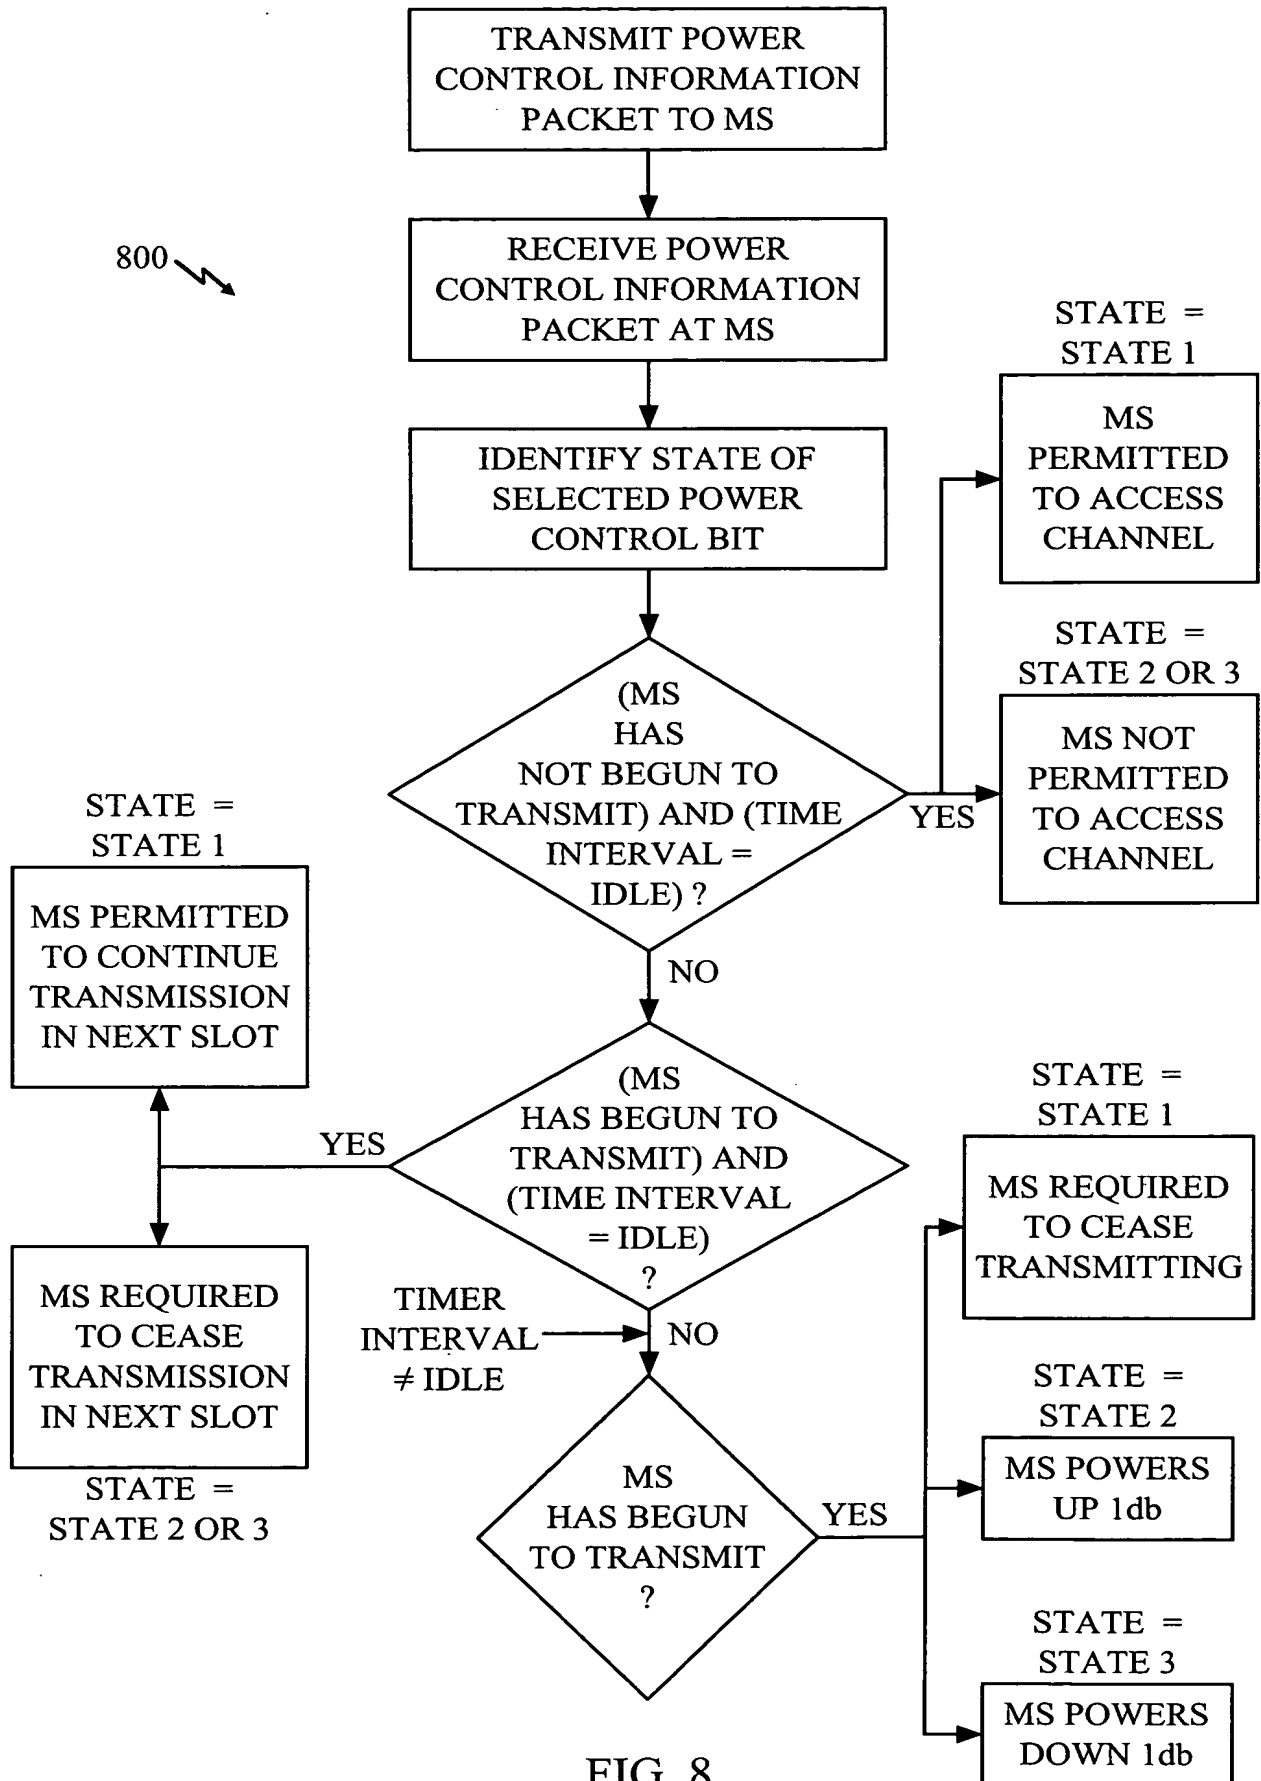 TRANSMIT POWER
CONTROL INFORMATION
PACKET TO MS
800
RECEIVE POWER
CONTROL INFORMATION
PACKET AT MS
IDENTIFY STATE OF
SELECTED POWER
CONTROL BIT
STATE =
STATE 1
MS
PERMITTED
TO ACCESS
CHANNEL
STATE =
STATE 2 OR 3
MS NOT
PERMITTED
TO ACCESS
CHANNEL
(MS
HAS
NOT BEGUN TO
TRANSMIT) AND (TIME
INTERVAL =
IDLE) ?
YES
NO
STATE =
STATE 1
MS PERMITTED
TO CONTINUE
TRANSMISSION
IN NEXT SLOT
(MS
HAS BEGUN TO
TRANSMIT) AND
(TIME INTERVAL
= IDLE)
?
YES
MS REQUIRED
TO CEASE
TRANSMISSION
IN NEXT SLOT
STATE =
STATE 2 OR 3
TIMER
INTERVAL
≠ IDLE
NO
MS
HAS BEGUN
TO TRANSMIT
?
YES
STATE =
STATE 1
MS REQUIRED
TO CEASE
TRANSMITTING
STATE =
STATE 2
MS POWERS
UP 1db
STATE =
STATE 3
MS POWERS
DOWN 1db
FIG. 8